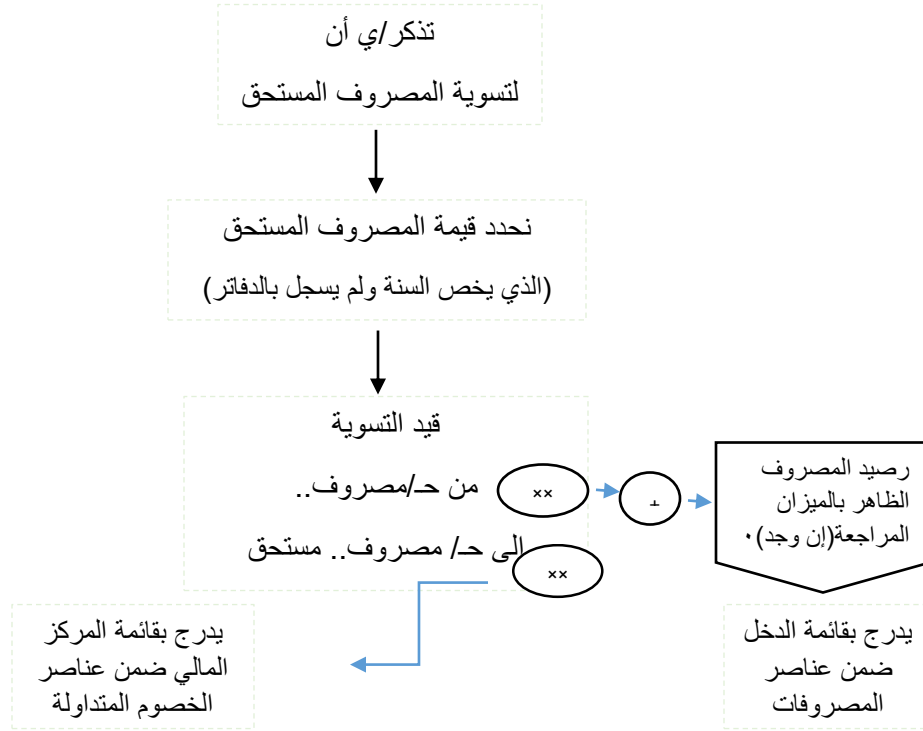 تذكر/ي أن
لتسوية المصروف المستحق
نحدد قيمة المصروف المستحق
(الذي يخص السنة ولم يسجل بالدفاتر)
قيد التسوية
×× من حـ/مصروف..
+
×× إلى حـ/ مصروف.. مستحق
رصيد المصروف
الظاهر بالميزان
المراجعة(إن وجد)٠
يدرج بقائمة الدخل
ضمن عناصر
المصروفات
يدرج بقائمة المركز
المالي ضمن عناصر
الخصوم المتداولة